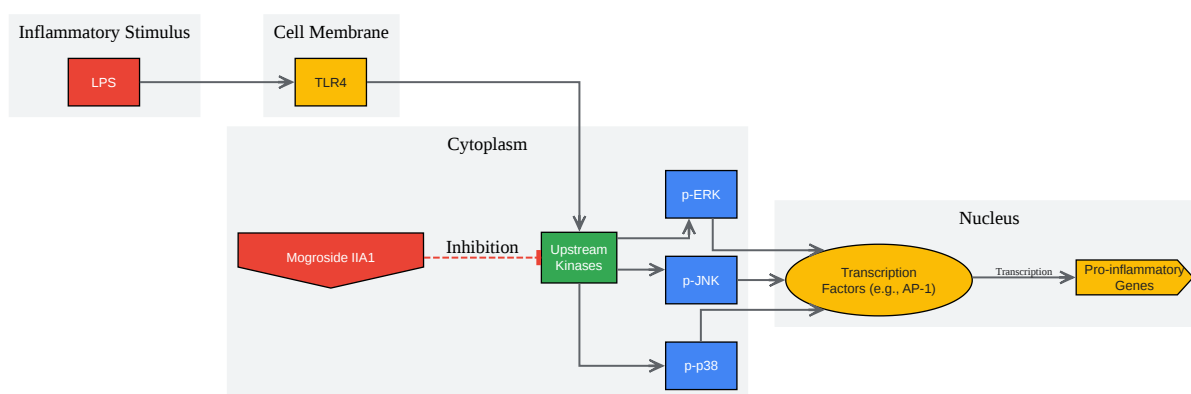 Inflammatory Stimulus
LPS
Cell Membrane
TLR4
Cytoplasm
Mogroside IIA1
Inhibition
Upstream
Kinases
p-ERK
p-JNK
p-p38
Nucleus
Transcription
Factors (e.g., AP-1)
Transcription
Pro-inflammatory
Genes